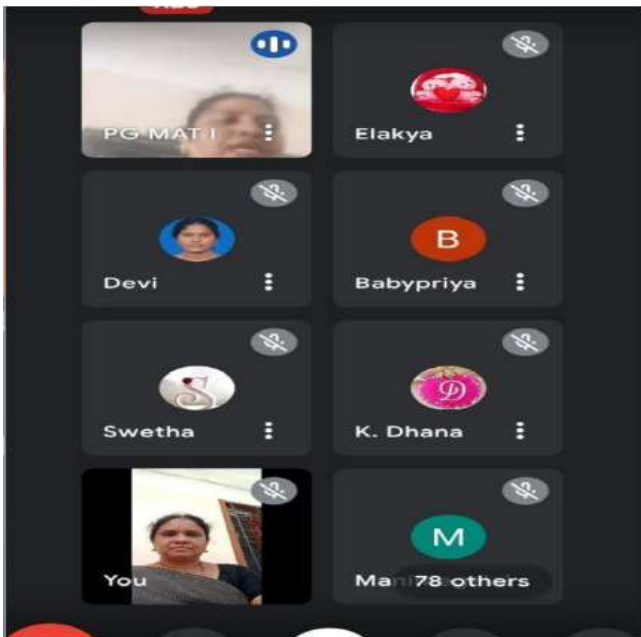 PG MAT I
Elakya
Devi
B
Babypriya
S
Swetha
D
K. Dhana
You
M
78 others